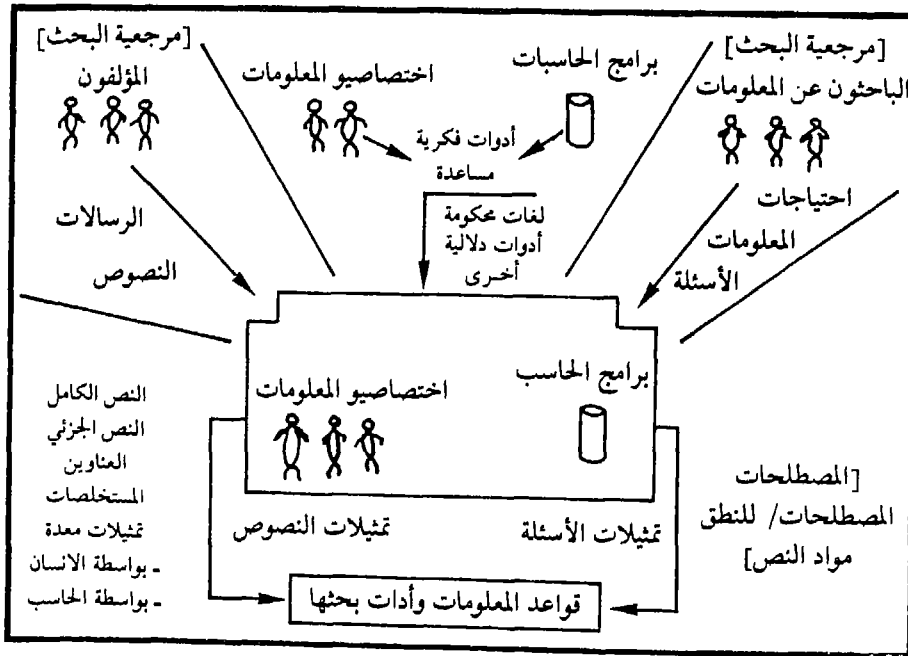 [مرجعية البحث]
الباحثون عن المعلومات
احتياجات
المعلومات
الأسئلة
برامج الحاسبات
اختصاصيو المعلومات
أدوات فكرية
مساعدة
لغات محكومة
أدوات دلالية
أخرى
[مرجعية البحث]
المؤلفون
الرسالات
النصوص
برامج الحاسب
اختصاصيو المعلومات
[المصطلحات
المصطلحات/ للنطق
مواد النص]
تمثيلات الأسئلة
تمثيلات النصوص
النص الكامل
النص الجزئي
العناوين
المستخلصات
تمثيلات معدة
ـ بواسطة الانسان
ـ بواسطة الحاسب
قواعد المعلومات وأدات بحثها